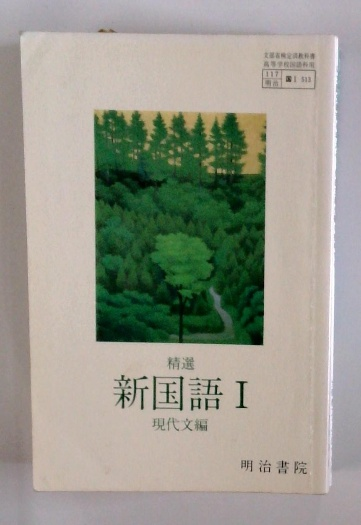 文部省検定済教科書
高等学校国語科用
117
明治
国I 513
精選
新国語 I
現代文編
明治書院